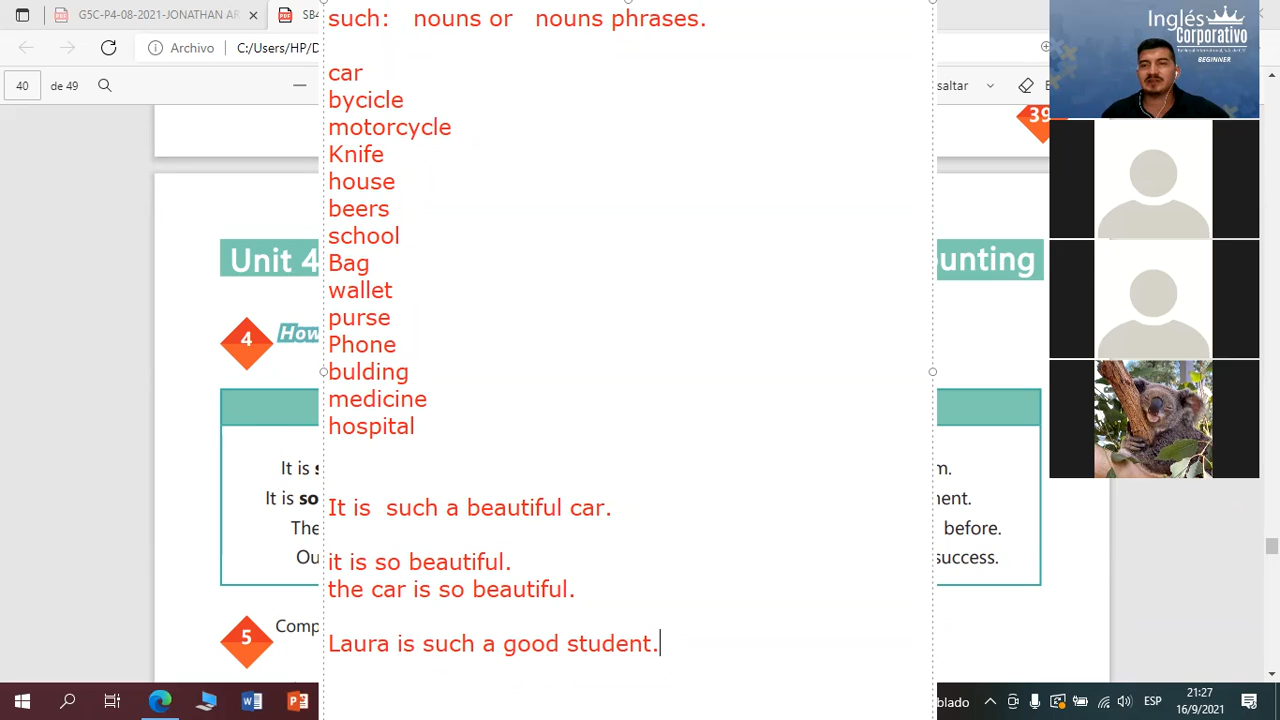 SC-P4-08-2021-JONTHAN AR
SB4
Archivo
C:/Users/HP/D
40
de 49
saltar
such: nouns or nouns phrases.
car
bycicle
motorcycle
Knife
house
beers
school
Bag
wallet
purse
Phone
bulding
medicine
hospital
It is such a beautiful car.
it is so beautiful.
the car is so beautiful.
Laura is such a good student.
39
Unit 4
unting
4
How
It is s
m.
It is so
nent.
The
before.
Ou
success.
5
Comp
Inglés
Corporativo
BEGINNER
blado
ESP
21:27
16/9/2021